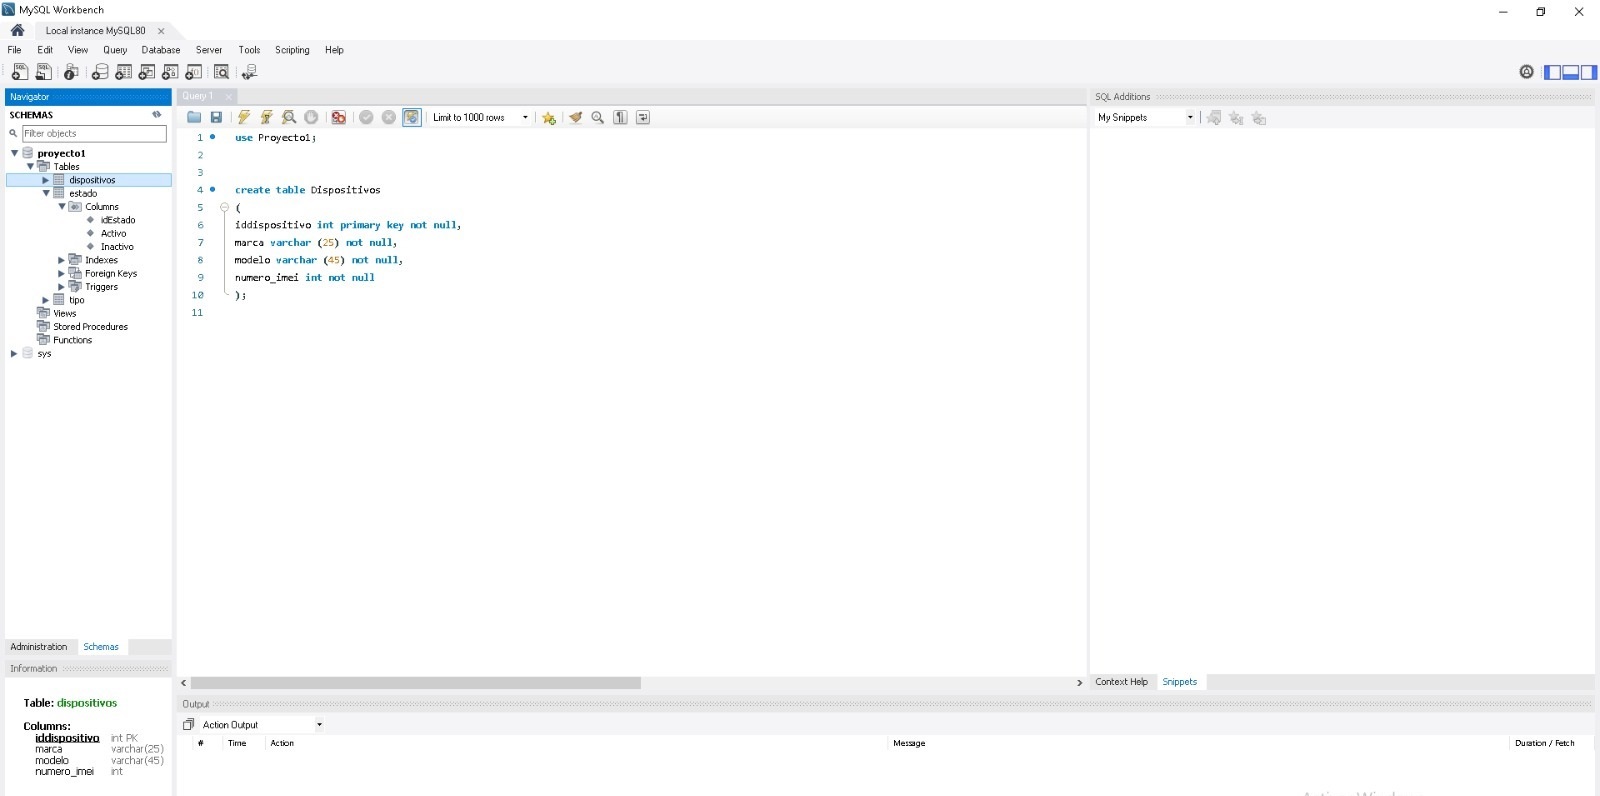 MySQL Workbench
Local instance MySQL80
File Edit View Query Database Server Tools Scripting Help
Navigator
SCHEMAS
Filter objects
proyecto1
Tables
dispositivos
estado
Columns
idEstado
Activo
Inactivo
Indexes
Foreign Keys
Triggers
tipo
Views
Stored Procedures
Functions
sys
Administration Schemas
Information
Table: dispositivos
Columns:
iddispositivo int PK
marca varchar(25)
modelo varchar(45)
numero_imei int
Query 1
Limit to 1000 rows
1 use Proyecto1;
2
3
4 create table Dispositivos
5 (
6 iddispositivo int primary key not null,
7 marca varchar (25) not null,
8 modelo varchar (45) not null,
9 numero_imei int not null
10 );
11
SQL Additions
My Snippets
Context Help Snippets
Output
Action Output
# Time Action Message Duration / Fetch